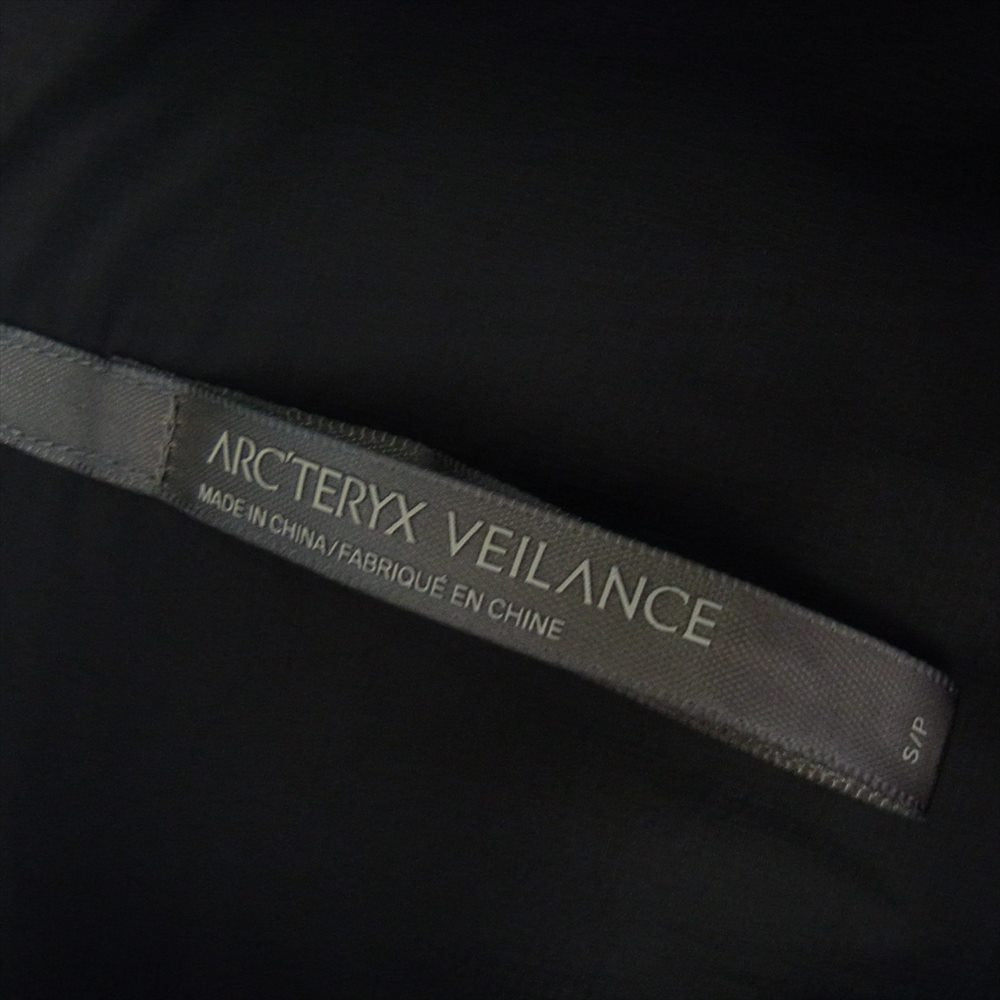 ARC'TERYX VEILANCE
MADE IN CHINA/FABRIQUÉ EN CHINE
S/P